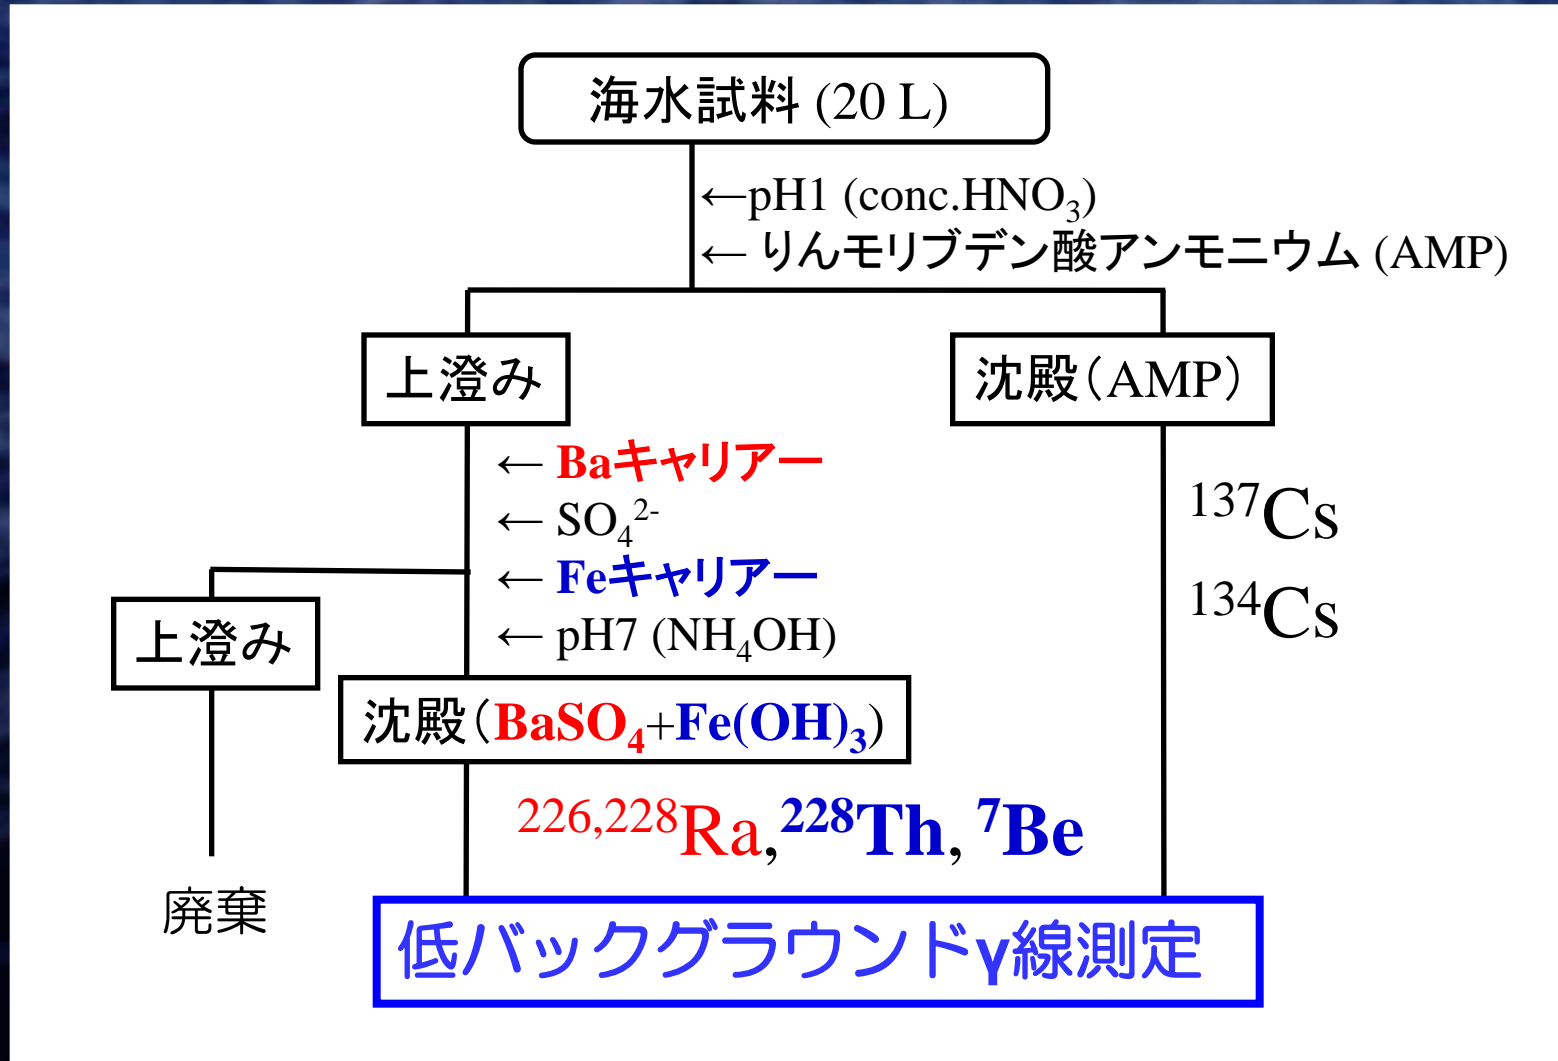 海水試料 (20 L)
←pH1 (conc.HNO₃)
← りんモリブデン酸アンモニウム (AMP)
上澄み
沈殿（AMP）
← Baキャリアー
← SO₄²⁻
← Feキャリアー
← pH7 (NH₄OH)
¹³⁷Cs
¹³⁴Cs
上澄み
沈殿（BaSO₄+Fe(OH)₃）
²²⁶,²²⁸Ra,²²⁸Th, ⁷Be
廃棄
低バックグラウンドγ線測定